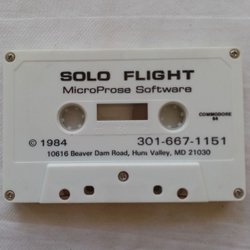 SOLO FLIGHT
MicroProse Software
COMMODORE
64
© 1984 301-667-1151
10616 Beaver Dam Road, Hunt Valley, MD 21030